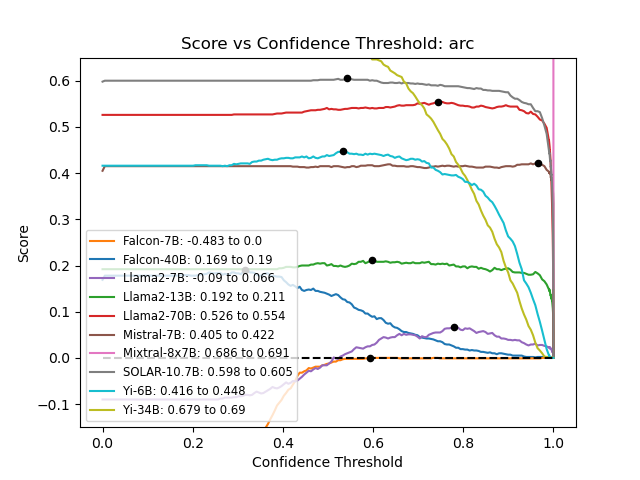 Score vs Confidence Threshold: arc
Score
0.6
0.5
0.4
0.3
0.2
0.1
0.0
−0.1
Falcon-7B: -0.483 to 0.0
Falcon-40B: 0.169 to 0.19
Llama2-7B: -0.09 to 0.066
Llama2-13B: 0.192 to 0.211
Llama2-70B: 0.526 to 0.554
Mistral-7B: 0.405 to 0.422
Mixtral-8x7B: 0.686 to 0.691
SOLAR-10.7B: 0.598 to 0.605
Yi-6B: 0.416 to 0.448
Yi-34B: 0.679 to 0.69
0.0 0.2 0.4 0.6 0.8 1.0
Confidence Threshold